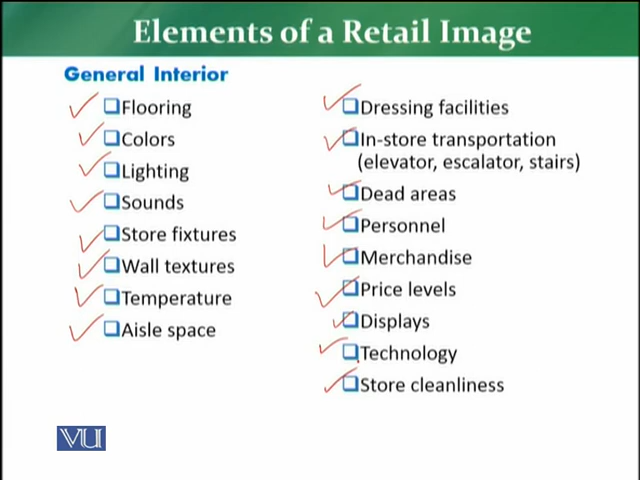 Elements of a Retail Image
General Interior
Flooring
Colors
Lighting
Sounds
Store fixtures
Wall textures
Temperature
Aisle space
Dressing facilities
In-store transportation
(elevator, escalator, stairs)
Dead areas
Personnel
Merchandise
Price levels
Displays
Technology
Store cleanliness
VU